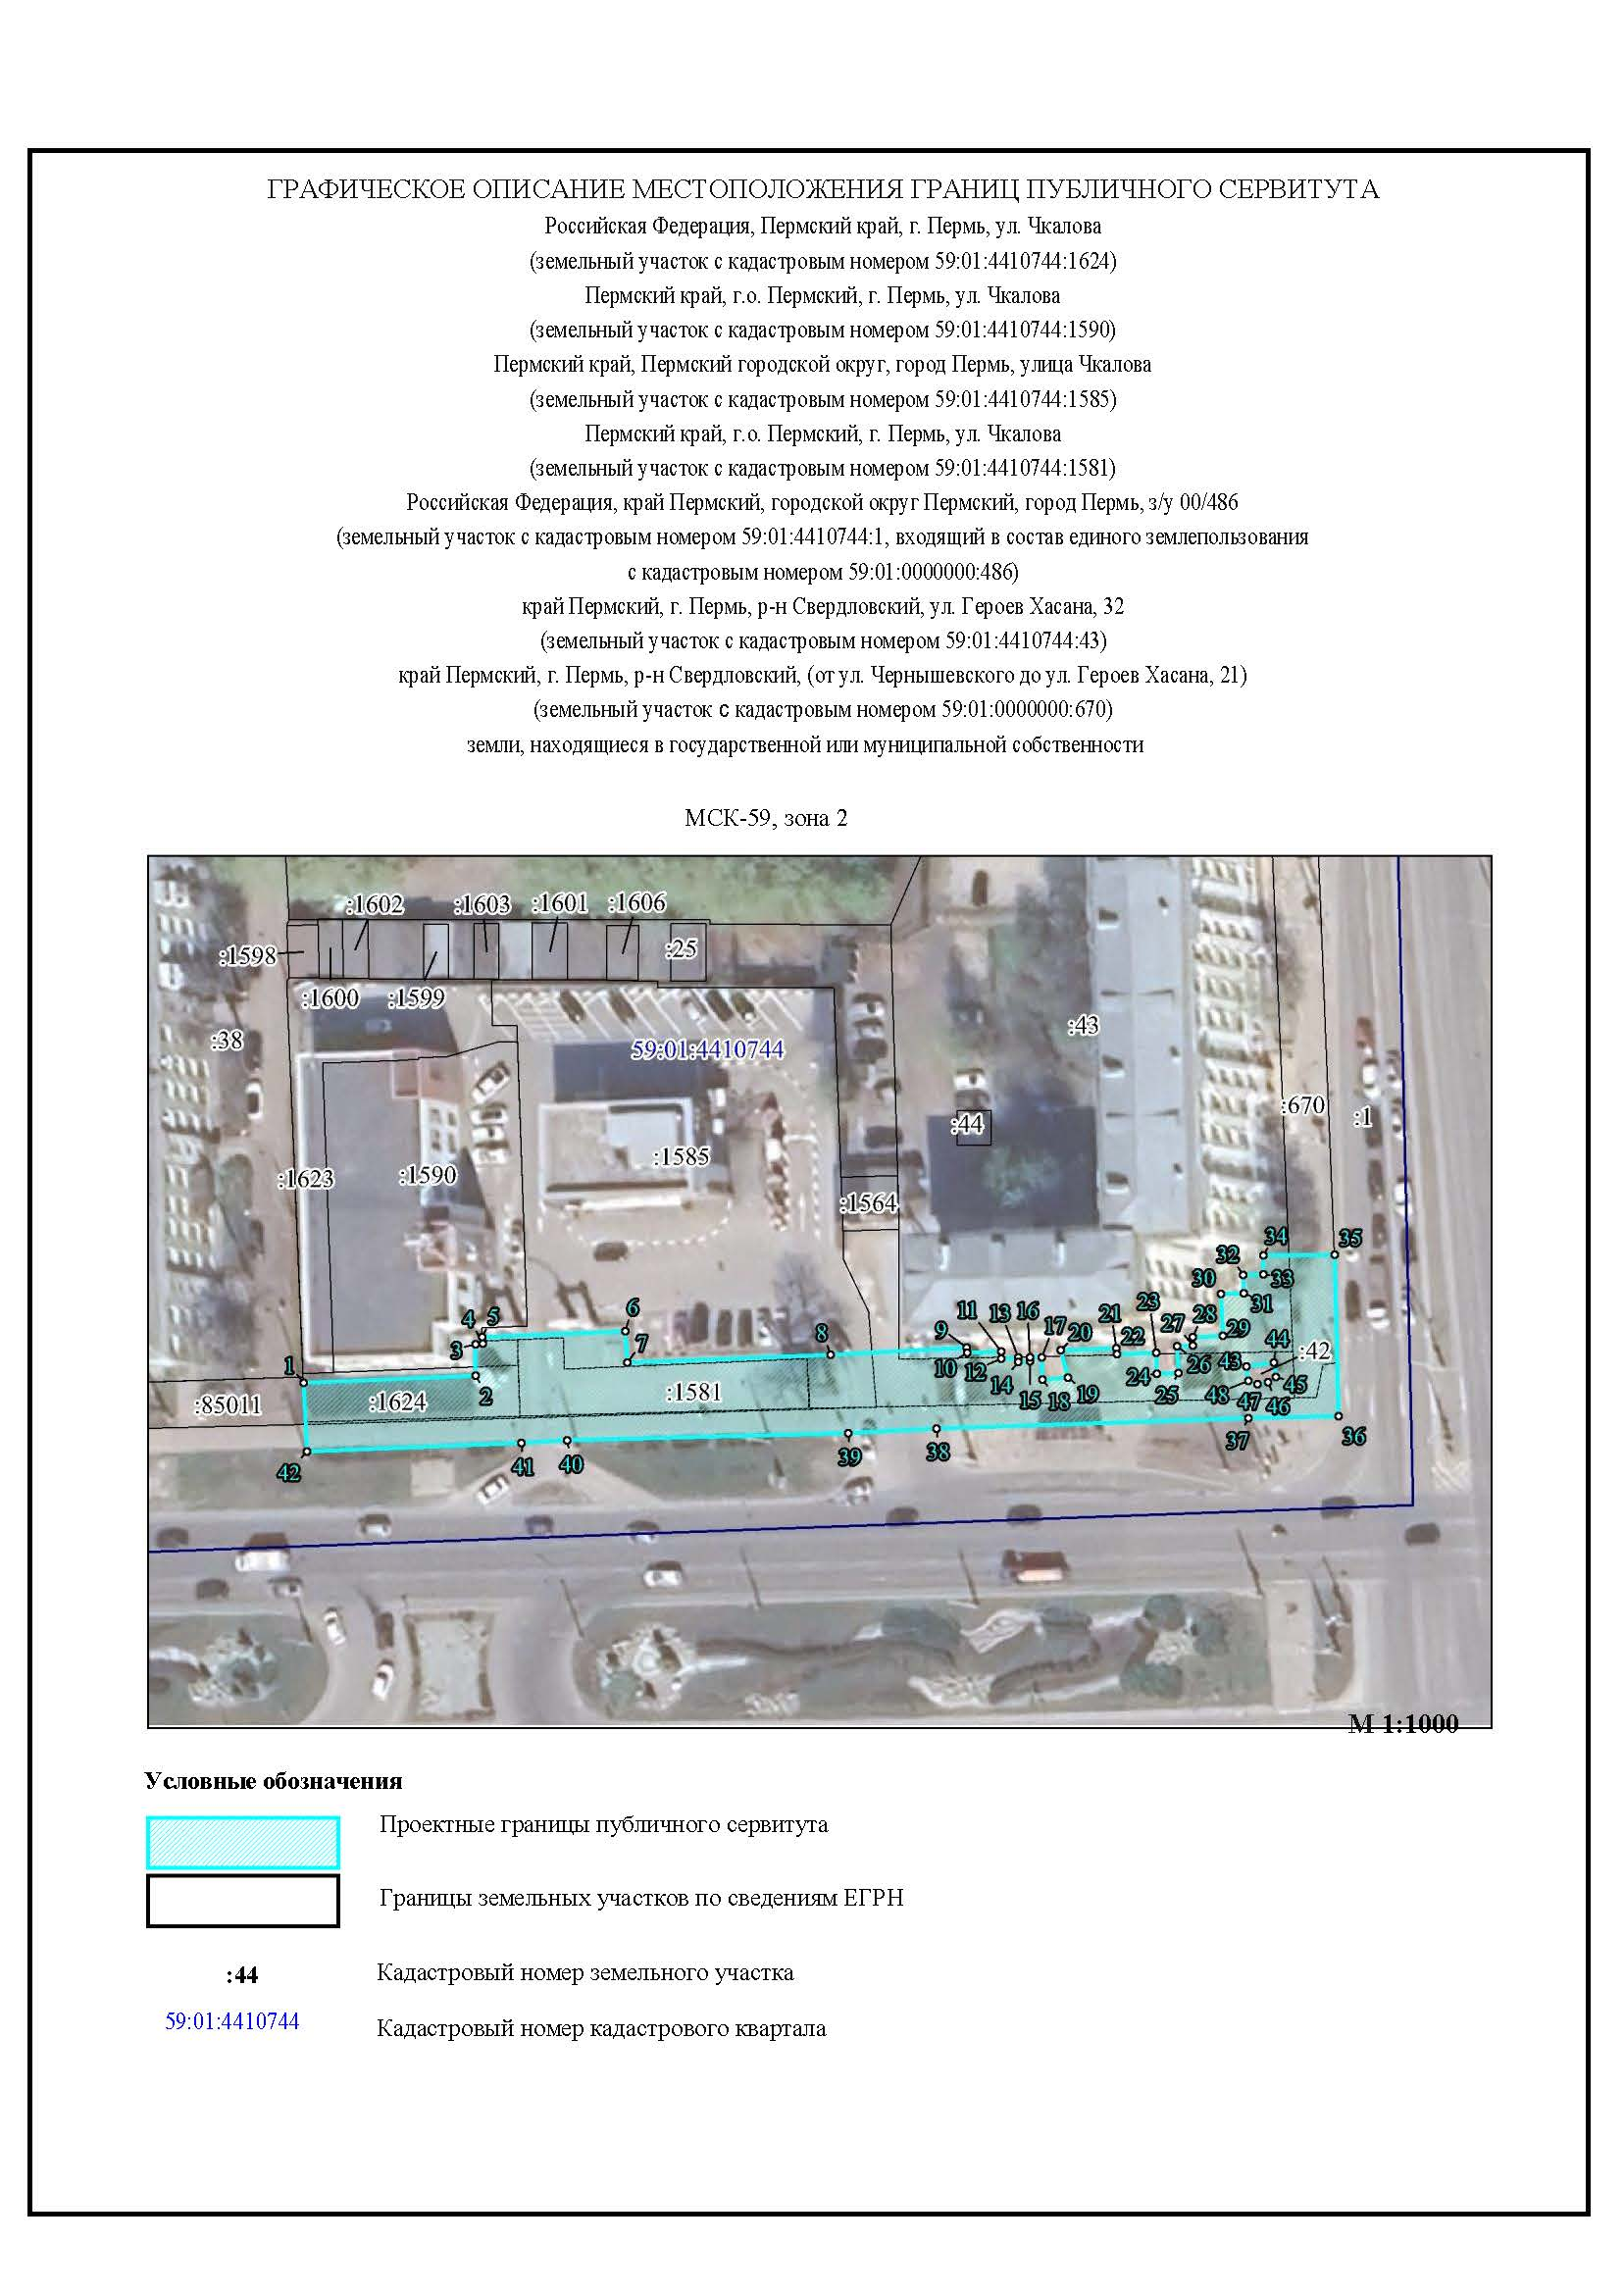 ГРАФИЧЕСКОЕ ОПИСАНИЕ МЕСТОПОЛОЖЕНИЯ ГРАНИЦ ПУБЛИЧНОГО СЕРВИТУТА
Российская Федерация, Пермский край, г. Пермь, ул. Чкалова
(земельный участок с кадастровым номером 59:01:4410744:1624)
Пермский край, г.о. Пермский, г. Пермь, ул. Чкалова
(земельный участок с кадастровым номером 59:01:4410744:1590)
Пермский край, Пермский городской округ, город Пермь, улица Чкалова
(земельный участок с кадастровым номером 59:01:4410744:1585)
Пермский край, г.о. Пермский, г. Пермь, ул. Чкалова
(земельный участок с кадастровым номером 59:01:4410744:1581)
Российская Федерация, край Пермский, городской округ Пермский, город Пермь, з/у 00/486
(земельный участок с кадастровым номером 59:01:4410744:1, входящий в состав единого землепользования
с кадастровым номером 59:01:0000000:486)
край Пермский, г. Пермь, р-н Свердловский, ул. Героев Хасана, 32
(земельный участок с кадастровым номером 59:01:4410744:43)
край Пермский, г. Пермь, р-н Свердловский, (от ул. Чернышевского до ул. Героев Хасана, 21)
(земельный участок с кадастровым номером 59:01:0000000:670)
земли, находящиеся в государственной или муниципальной собственности
МСК-59, зона 2
:1602 :1603 :1601 :1606
:1598 :25
:1600 :1599
:38 59:01:4410744 :43
:670 :1
:44
:1585
:1623 :1590
:1564
34 35
32
30 33
31
4 5 6 11 13 16 23 28
9 17 20 21 27 29
3 7 8 22 44
1 10 12 24 26 43 :42
2 14 15 18 19 25 48 47 46 45
:85011 :1624 :1581
42 41 40 39 38 37 36
М 1:1000
Условные обозначения
Проектные границы публичного сервитута
Границы земельных участков по сведениям ЕГРН
:44 Кадастровый номер земельного участка
59:01:4410744 Кадастровый номер кадастрового квартала